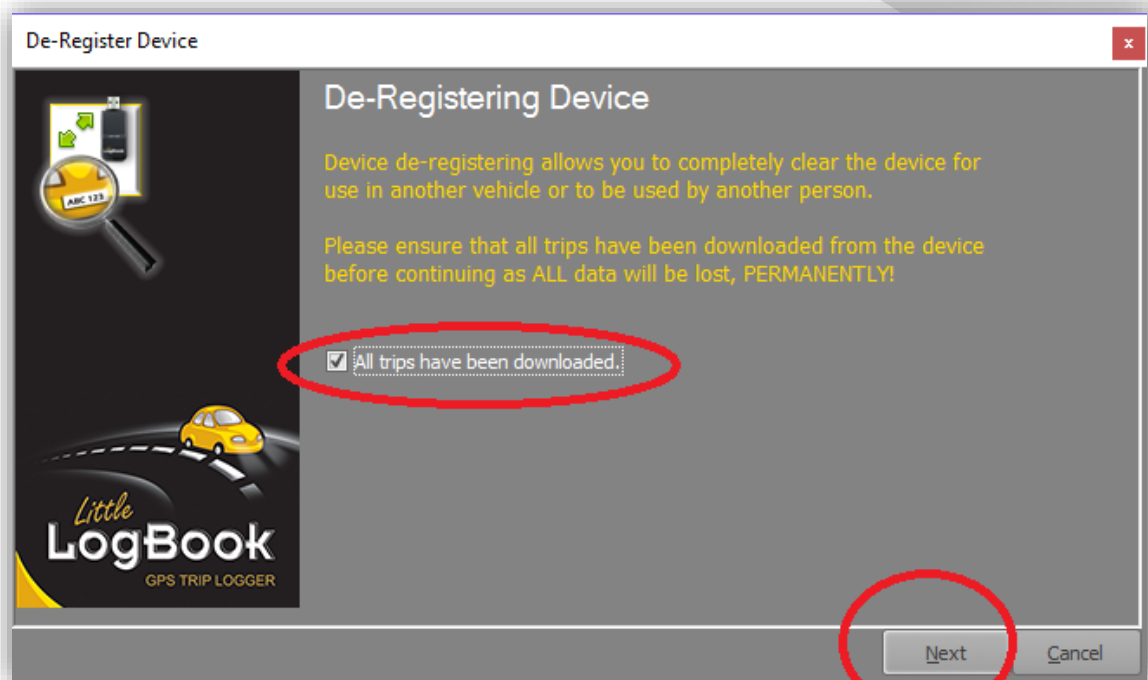 De-Register Device
x
De-Registering Device
Device de-registering allows you to completely clear the device for
use in another vehicle or to be used by another person.
Please ensure that all trips have been downloaded from the device
before continuing as ALL data will be lost, PERMANENTLY!
All trips have been downloaded.
ABC 123
Little
LogBook
GPS TRIP LOGGER
Next
Cancel